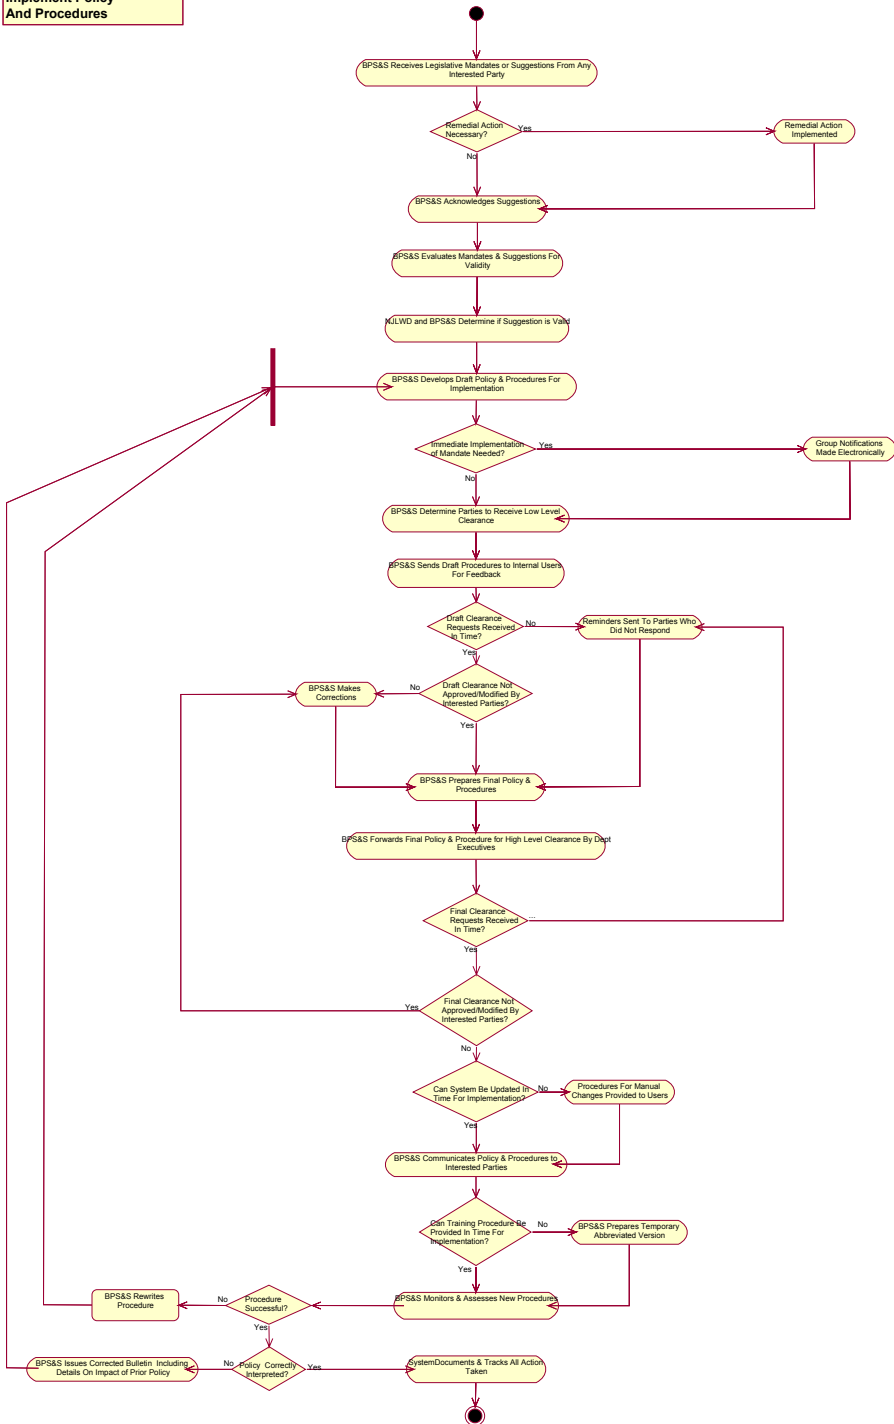 Implement Policy
And Procedures
BPS&S Receives Legislative Mandates or Suggestions From Any
Interested Party
Remedial Action
Necessary?
Yes
Remedial Action
Implemented
No
BPS&S Acknowledges Suggestions
BPS&S Evaluates Mandates & Suggestions For
Validity
NJLWD and BPS&S Determine if Suggestion is Valid
BPS&S Develops Draft Policy & Procedures For
Implementation
Immediate Implementation
of Mandate Needed?
Yes
Group Notifications
Made Electronically
No
BPS&S Determine Parties to Receive Low Level
Clearance
BPS&S Sends Draft Procedures to Internal Users
For Feedback
Draft Clearance
Requests Received
In Time?
No
Reminders Sent To Parties Who
Did Not Respond
Yes
Draft Clearance Not
Approved/Modified By
Interested Parties?
No
BPS&S Makes
Corrections
Yes
BPS&S Prepares Final Policy &
Procedures
BPS&S Forwards Final Policy & Procedure for High Level Clearance By Dept
Executives
Final Clearance
Requests Received
In Time?
...
Yes
Final Clearance Not
Approved/Modified By
Interested Parties?
Yes
No
Can System Be Updated In
Time For Implementation?
No
Procedures For Manual
Changes Provided to Users
Yes
BPS&S Communicates Policy & Procedures to
Interested Parties
Can Training Procedure Be
Provided In Time For
Implementation?
No
BPS&S Prepares Temporary
Abbreviated Version
Yes
BPS&S Monitors & Assesses New Procedures
Procedure
Successful?
No
BPS&S Rewrites
Procedure
Yes
Policy Correctly
Interpreted?
No
BPS&S Issues Corrected Bulletin Including
Details On Impact of Prior Policy
Yes
SystemDocuments & Tracks All Action
Taken